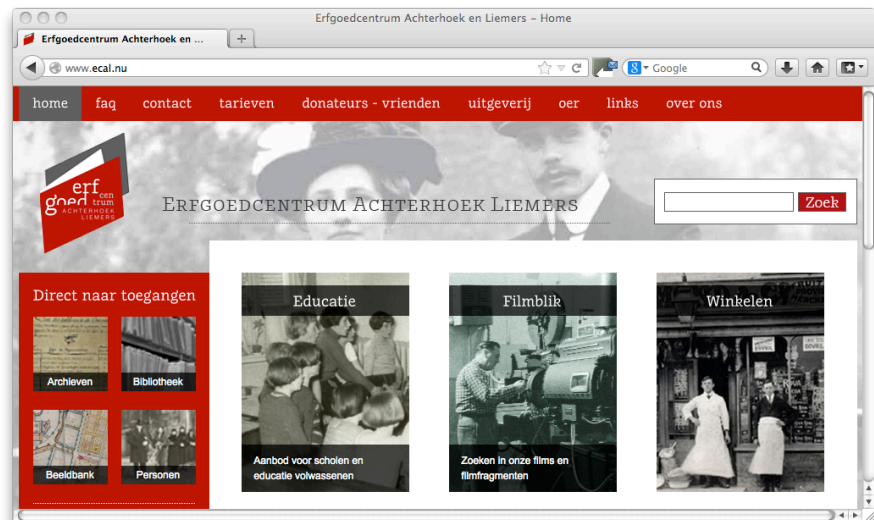 Erfgoedcentrum Achterhoek en Liemers – Home
Erfgoedcentrum Achterhoek en ...
www.ecal.nu
Google
home faq contact tarieven donateurs - vrienden uitgeverij oer links over ons
erf
goed cen
trum
ACHTERHOEK
LIEMERS
Erfgoedcentrum Achterhoek Liemers
Zoek
Direct naar toegangen
Archieven
Bibliotheek
Beeldbank
Personen
Educatie
Aanbod voor scholen en
educatie volwassenen
Filmblik
Zoeken in onze films en
filmfragmenten
Winkelen